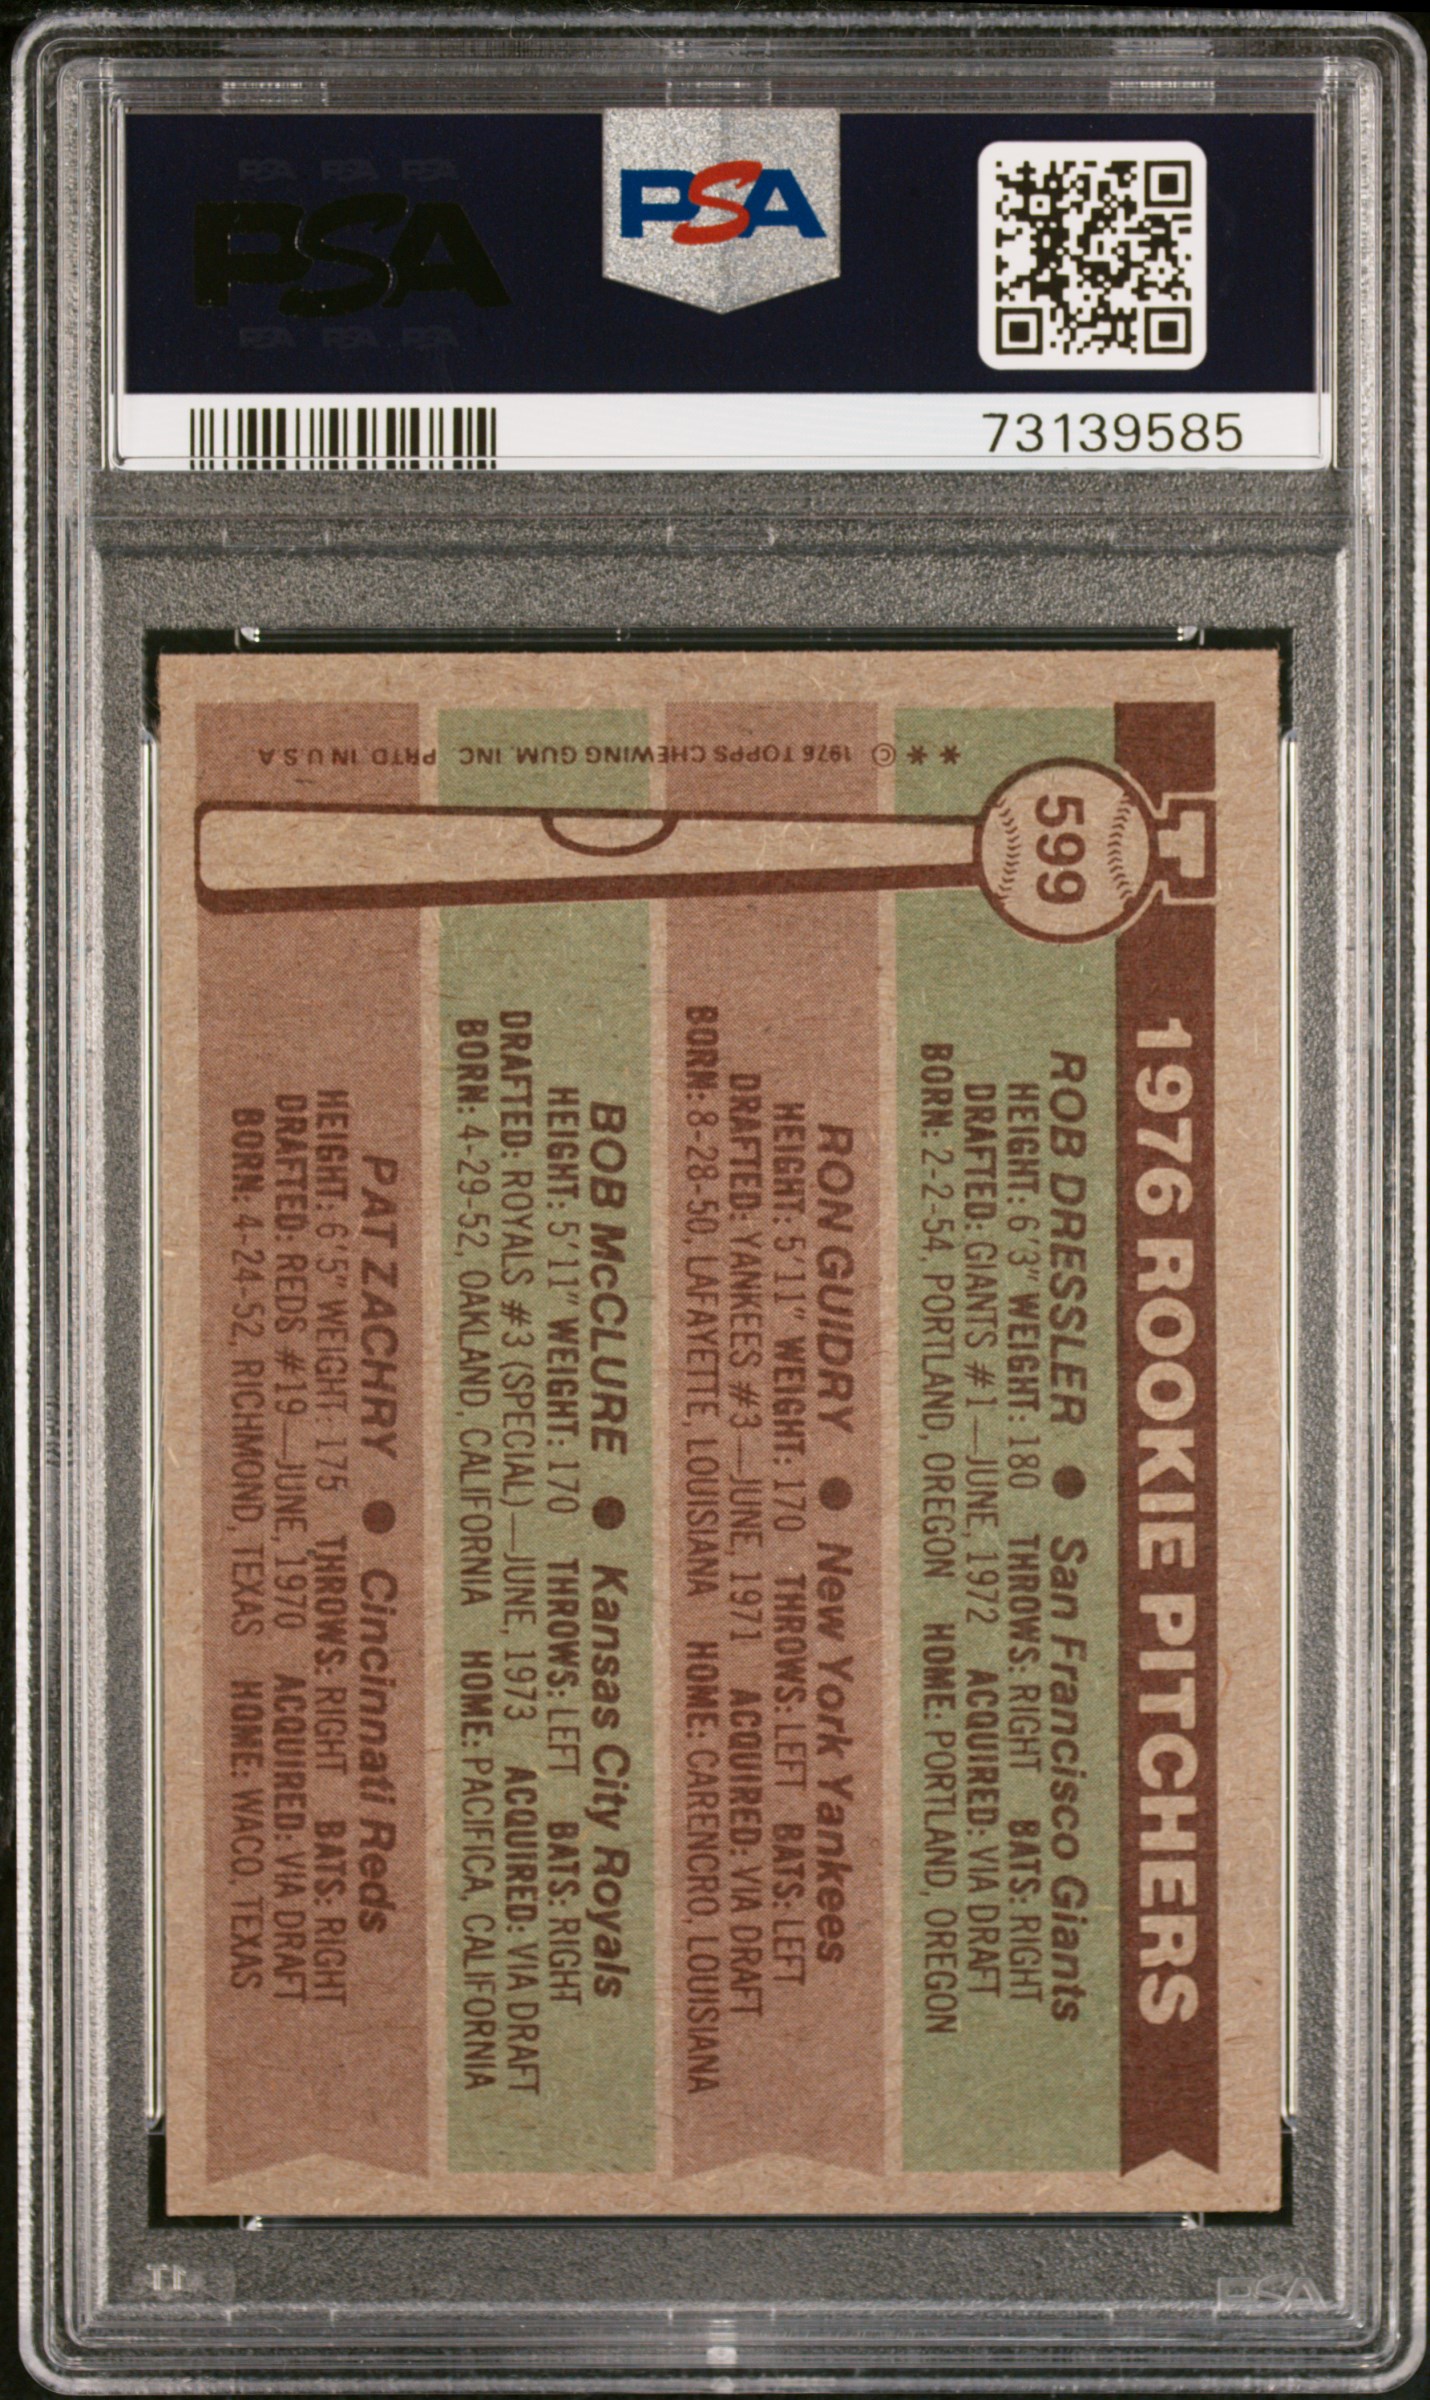 PSA PSA PSA
PSA
PSA PSA PSA
PSA
73139585
599
1976 ROOKIE PITCHERS
ROB DRESSLER ● San Francisco Giants
HEIGHT: 6'3" WEIGHT: 180 THROWS: RIGHT BATS: RIGHT
DRAFTED: GIANTS #1—JUNE, 1972 ACQUIRED: VIA DRAFT
BORN: 2-2-54, PORTLAND, OREGON HOME: PORTLAND, OREGON
RON GUIDRY ● New York Yankees
HEIGHT: 5'11" WEIGHT: 170 THROWS: LEFT BATS: LEFT
DRAFTED: YANKEES #3—JUNE, 1971 ACQUIRED: VIA DRAFT
BORN: 8-28-50, LAFAYETTE, LOUISIANA HOME: CARENCRO, LOUISIANA
BOB McCLURE ● Kansas City Royals
HEIGHT: 5'11" WEIGHT: 170 THROWS: LEFT BATS: RIGHT
DRAFTED: ROYALS #3 (SPECIAL)—JUNE, 1973 ACQUIRED: VIA DRAFT
BORN: 4-29-52, OAKLAND, CALIFORNIA HOME: PACIFICA, CALIFORNIA
PAT ZACHRY ● Cincinnati Reds
HEIGHT: 6'5" WEIGHT: 175 THROWS: RIGHT BATS: RIGHT
DRAFTED: REDS #19—JUNE, 1970 ACQUIRED: VIA DRAFT
BORN: 4-24-52, RICHMOND, TEXAS HOME: WACO, TEXAS
* * © 1976 TOPPS CHEWING GUM, INC. PRTD. IN U.S.A.
PSA